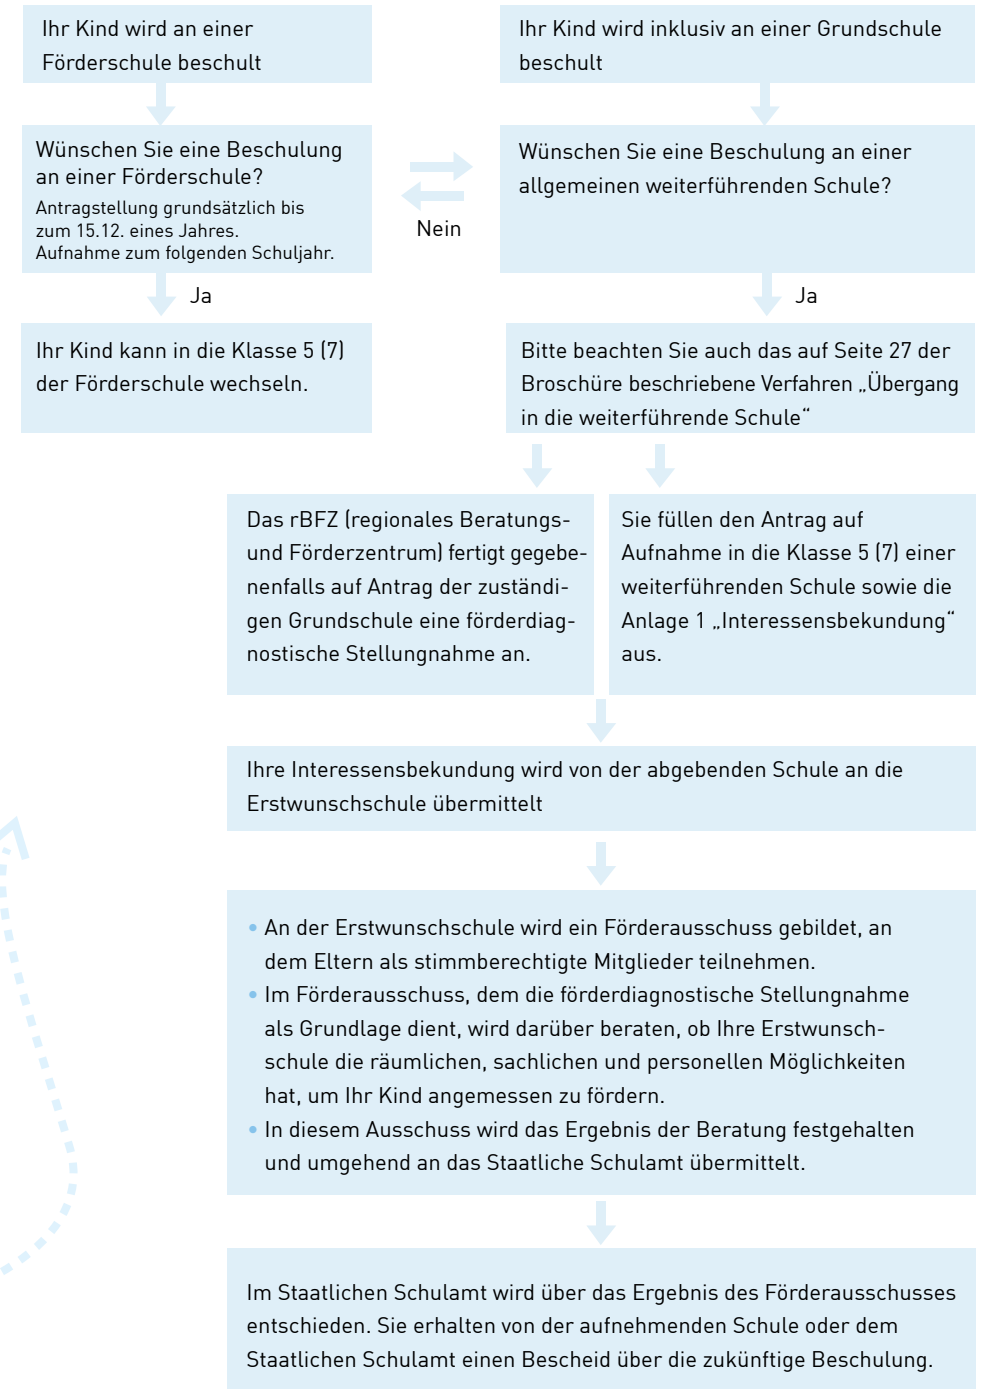 Ihr Kind wird an einer
Förderschule beschult
Ihr Kind wird inklusiv an einer Grundschule
beschult
Wünschen Sie eine Beschulung
an einer Förderschule?
Antragstellung grundsätzlich bis
zum 15.12. eines Jahres.
Aufnahme zum folgenden Schuljahr.
Nein
Wünschen Sie eine Beschulung an einer
allgemeinen weiterführenden Schule?
Ja
Ja
Ihr Kind kann in die Klasse 5 (7)
der Förderschule wechseln.
Bitte beachten Sie auch das auf Seite 27 der
Broschüre beschriebene Verfahren „Übergang
in die weiterführende Schule“
Das rBFZ (regionales Beratungs-
und Förderzentrum) fertigt gegebe-
nenfalls auf Antrag der zuständi-
gen Grundschule eine förderdiag-
nostische Stellungnahme an.
Sie füllen den Antrag auf
Aufnahme in die Klasse 5 (7) einer
weiterführenden Schule sowie die
Anlage 1 „Interessensbekundung“
aus.
Ihre Interessensbekundung wird von der abgebenden Schule an die
Erstwunschschule übermittelt
• An der Erstwunschschule wird ein Förderausschuss gebildet, an
dem Eltern als stimmberechtigte Mitglieder teilnehmen.
• Im Förderausschuss, dem die förderdiagnostische Stellungnahme
als Grundlage dient, wird darüber beraten, ob Ihre Erstwunsch-
schule die räumlichen, sachlichen und personellen Möglichkeiten
hat, um Ihr Kind angemessen zu fördern.
• In diesem Ausschuss wird das Ergebnis der Beratung festgehalten
und umgehend an das Staatliche Schulamt übermittelt.
Im Staatlichen Schulamt wird über das Ergebnis des Förderausschusses
entschieden. Sie erhalten von der aufnehmenden Schule oder dem
Staatlichen Schulamt einen Bescheid über die zukünftige Beschulung.